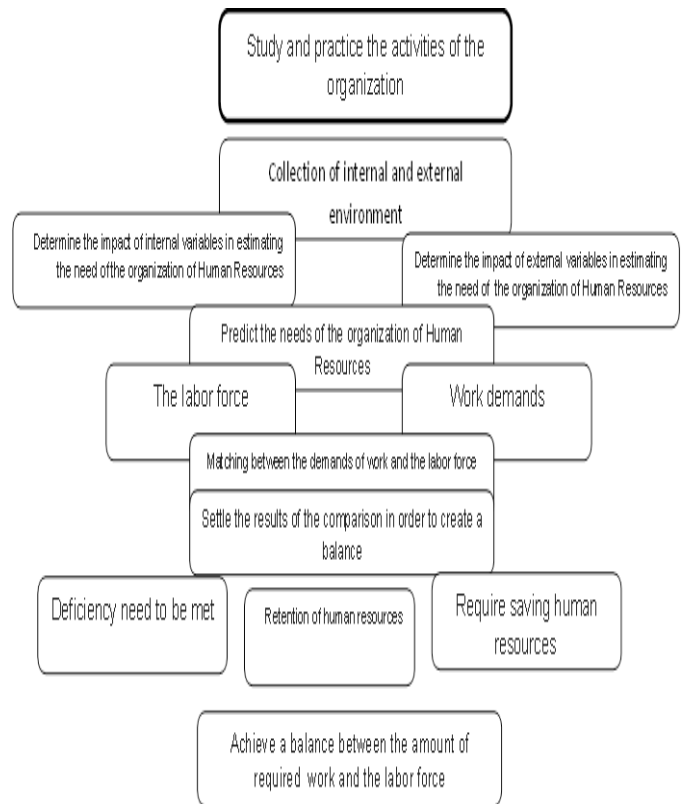 Study and practice the activities of the
organization
Collection of internal and external
environment
Determine the impact of internal variables in estimating
the need of the organization of Human Resources
Determine the impact of external variables in estimating
the need of the organization of Human Resources
Predict the needs of the organization of Human
Resources
The labor force
Work demands
Matching between the demands of work and the labor force
Settle the results of the comparison in order to create a
balance
Deficiency need to be met
Retention of human resources
Require saving human
resources
Achieve a balance between the amount of
required work and the labor force